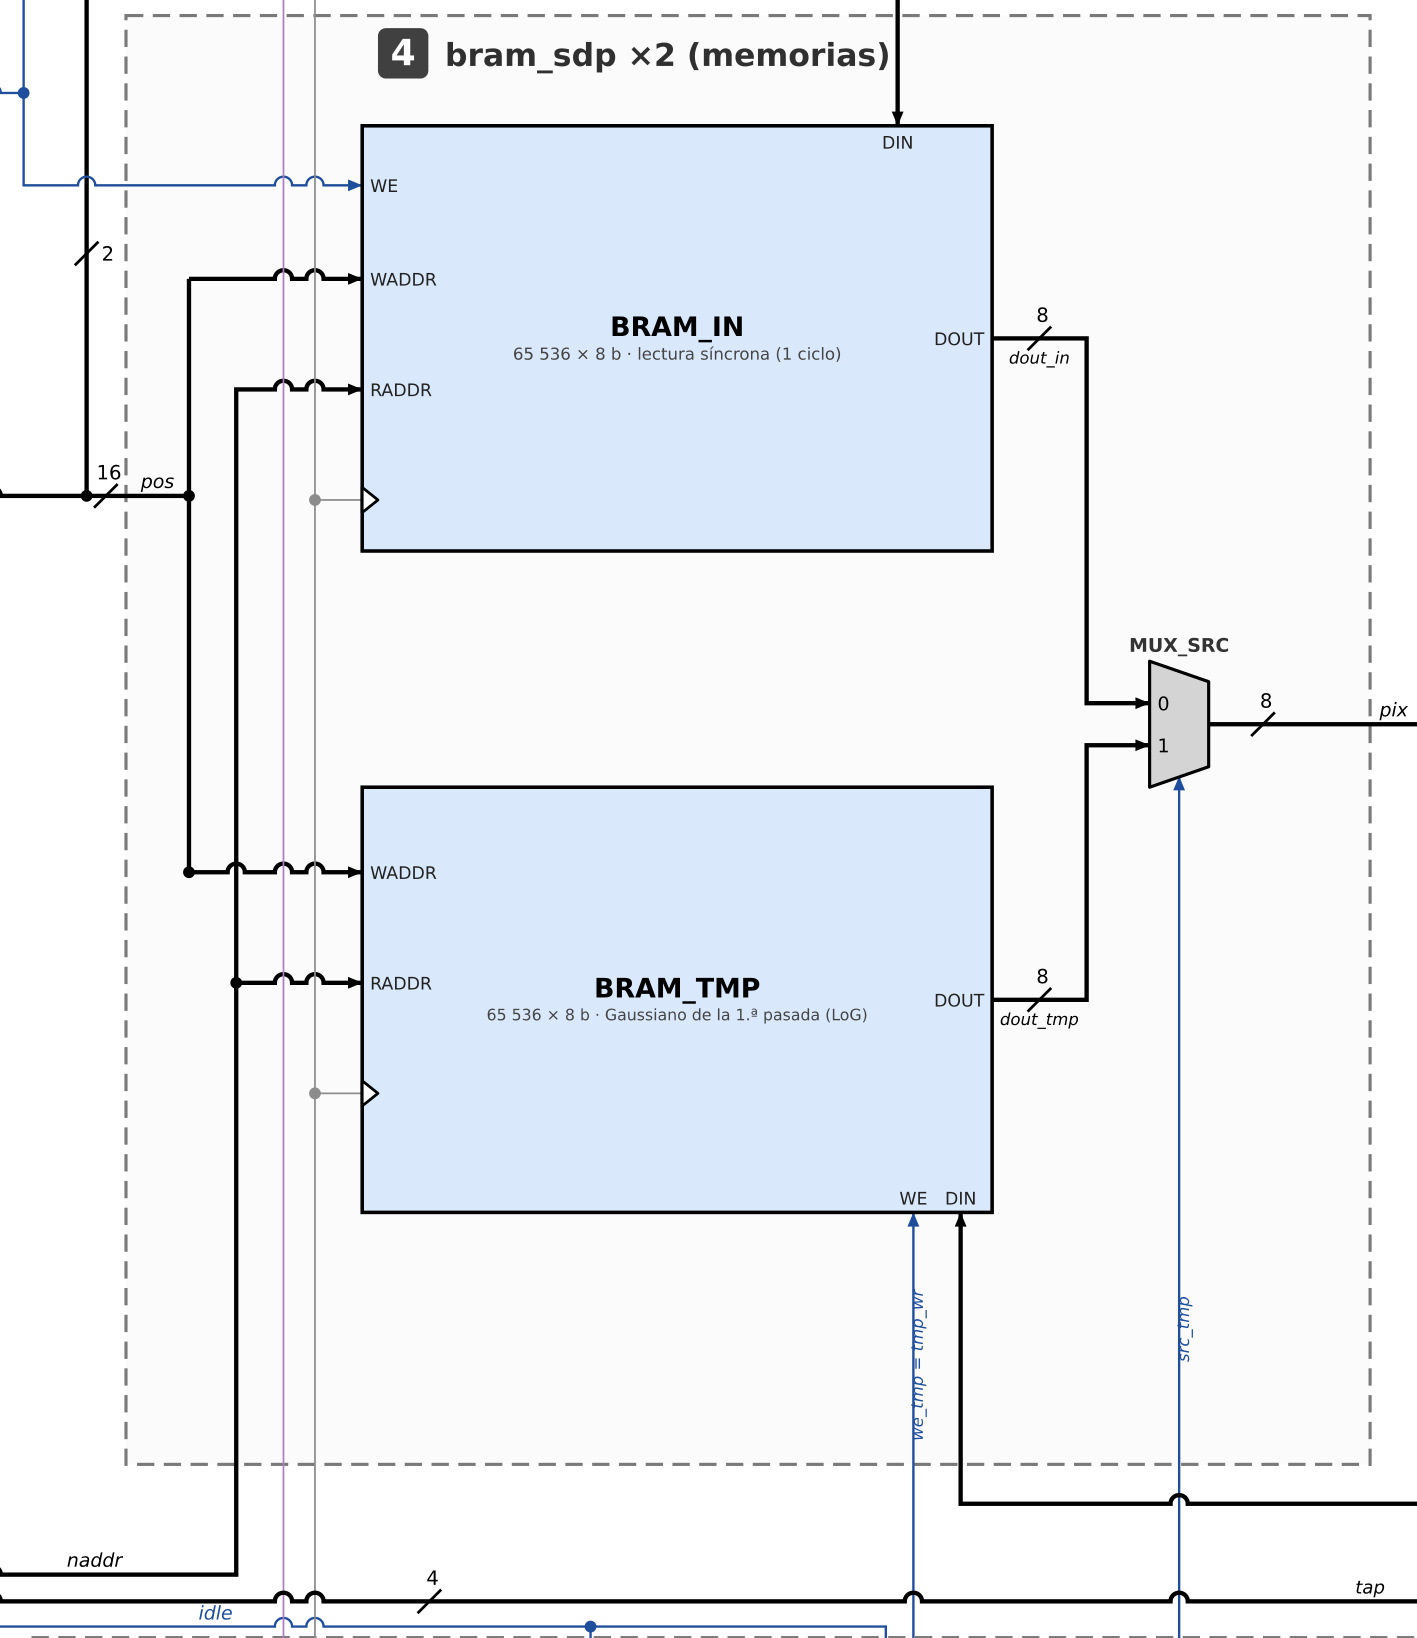 4 bram_sdp ×2 (memorias)
DIN
WE
2
WADDR
8
BRAM_IN
65 536 × 8 b · lectura síncrona (1 ciclo)
DOUT
dout_in
RADDR
16
pos
MUX_SRC
0
8
pix
1
WADDR
8
RADDR
BRAM_TMP
65 536 × 8 b · Gaussiano de la 1.ª pasada (LoG)
DOUT
dout_tmp
WE DIN
we_tmp = tmp_wr
src_tmp
naddr
4
tap
idle